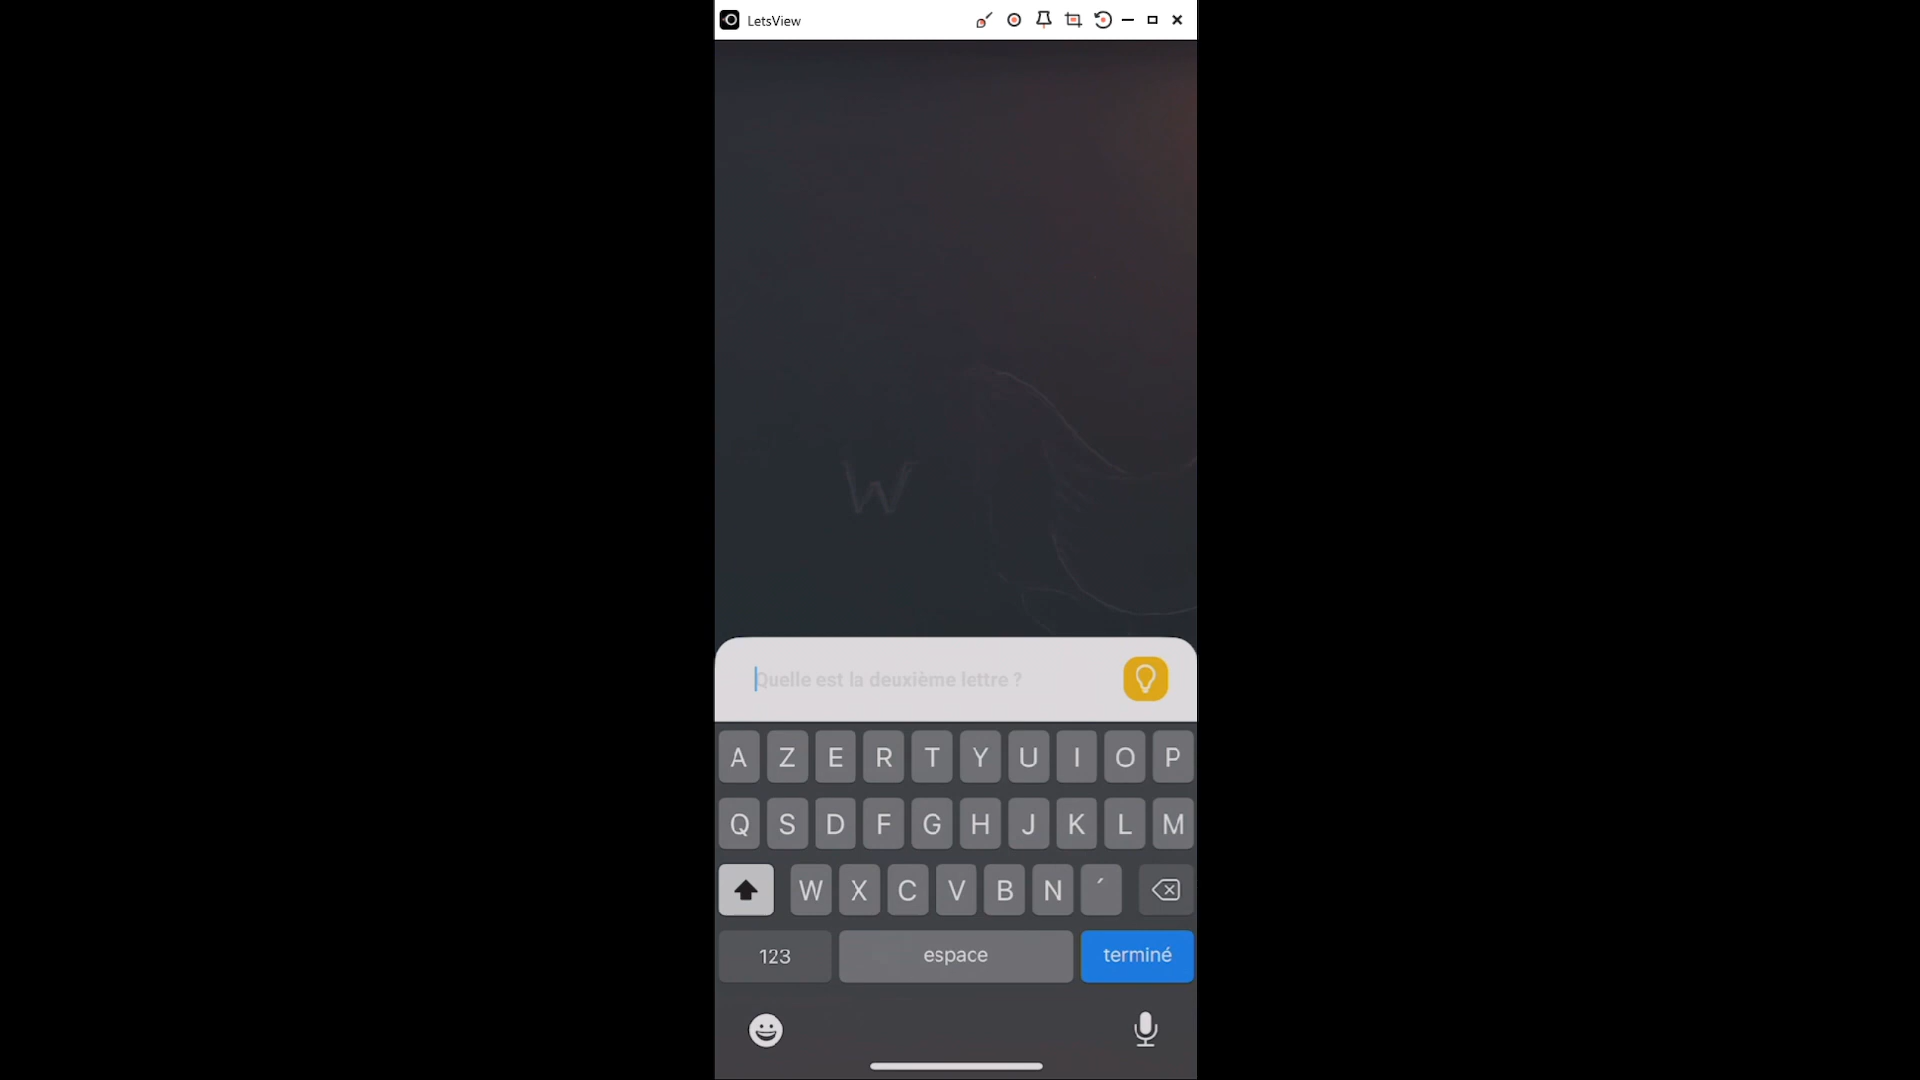 LetsView
W
Quelle est la deuxième lettre ?
A Z E R T Y U I O P
Q S D F G H J K L M
W X C V B N ´
123 espace terminé